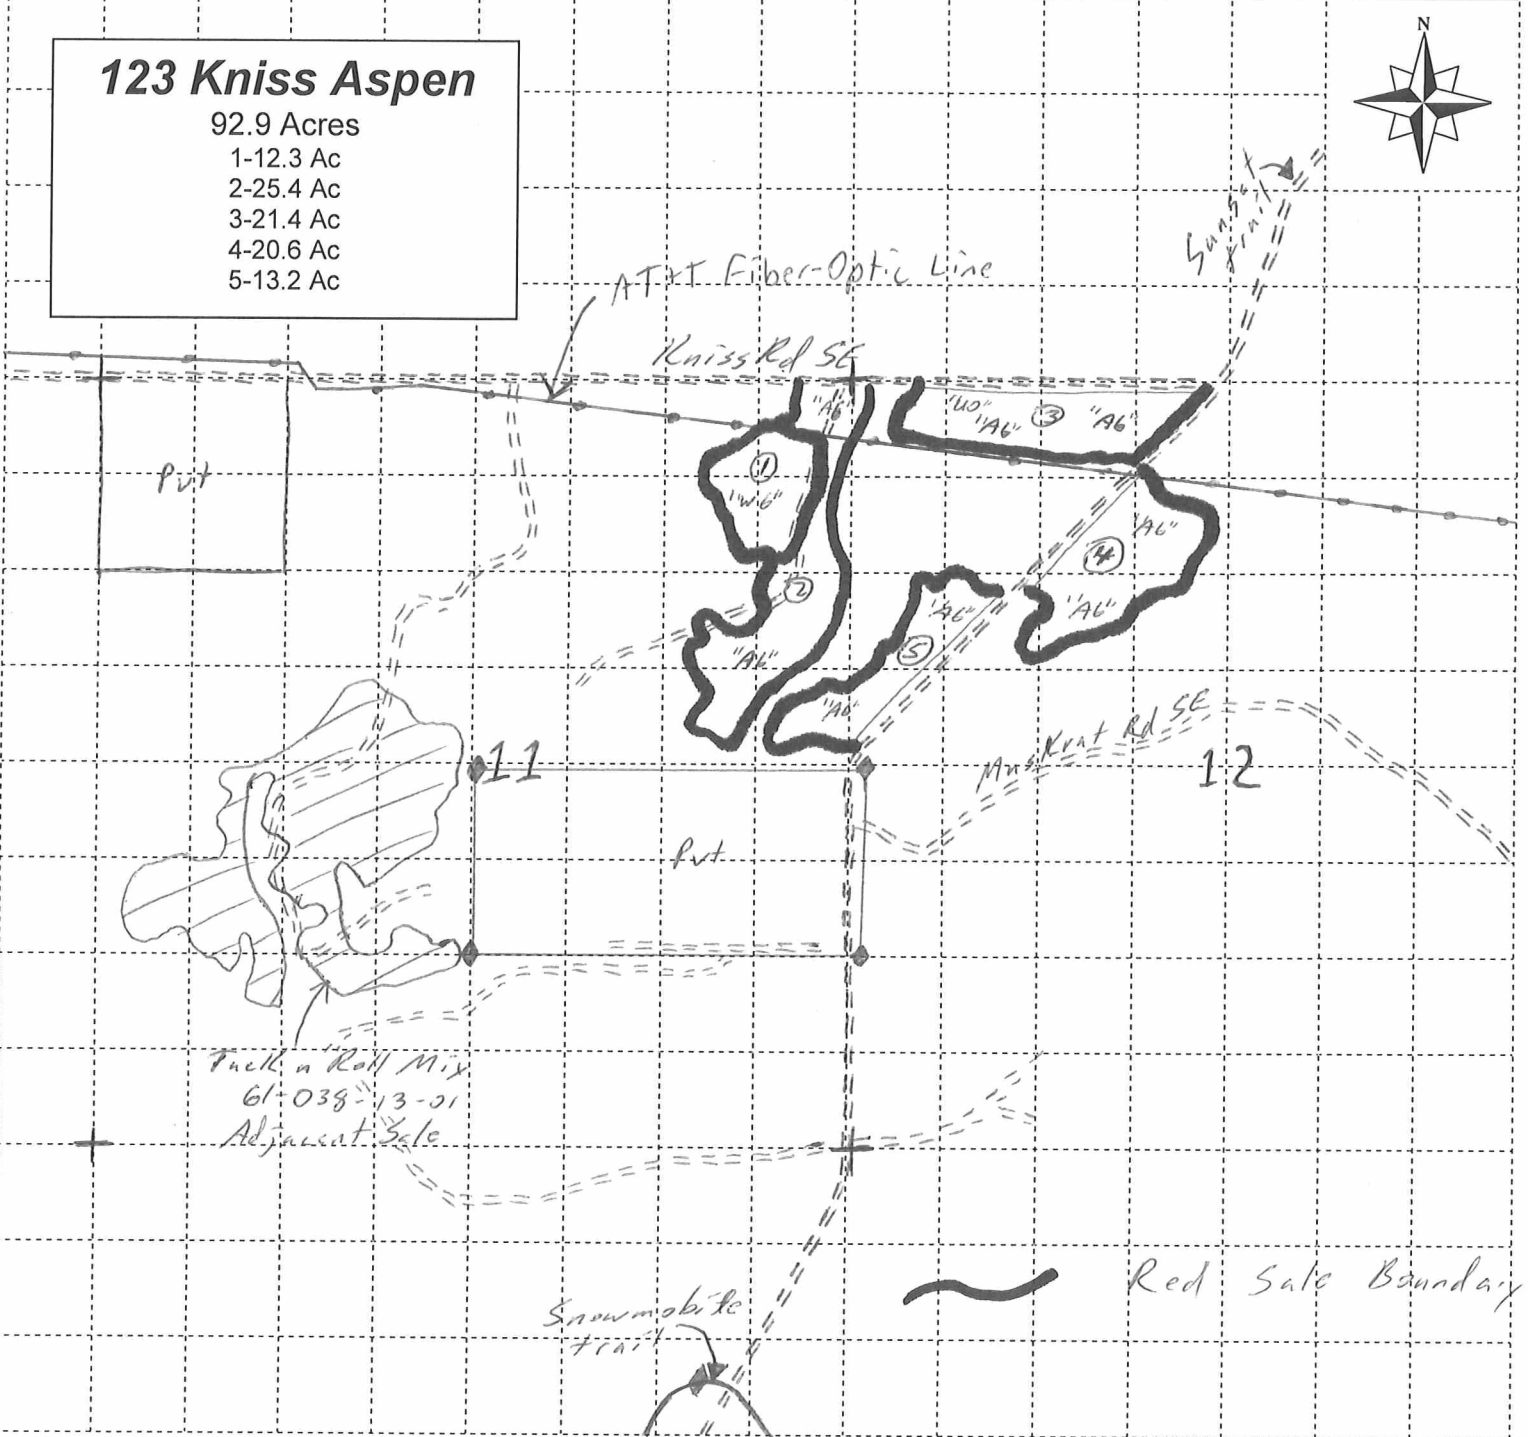 N
123 Kniss Aspen
92.9 Acres
1-12.3 Ac
2-25.4 Ac
3-21.4 Ac
4-20.6 Ac
5-13.2 Ac
Sunset
trail
AT+T Fiber-Optic Line
Kniss Rd SE
"A6"
"UO"
"A6"
3
"A6"
Pvt
1
"W6"
"A6"
4
2
"A6"
"A6"
5
"A6"
"A6"
Muskrat Rd SE
11
12
Pvt
Tuck n Roll Mix
61-038-13-01
Adjacent Sale
Red Sale Boundary
Snowmobile
trail